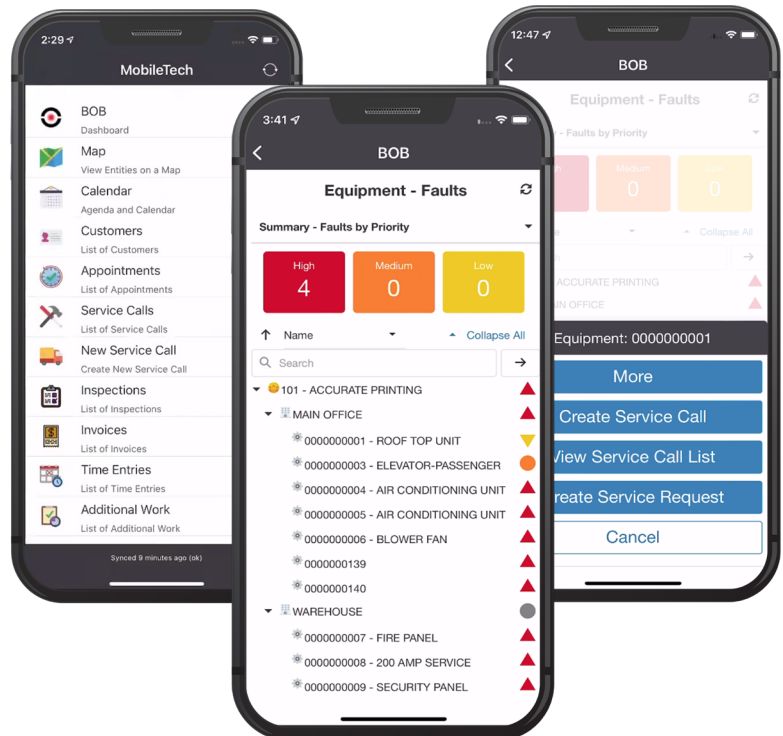 2:29
MobileTech
BOB
Dashboard
Map
View Entities on a Map
Calendar
Agenda and Calendar
Customers
List of Customers
Appointments
List of Appointments
Service Calls
List of Service Calls
New Service Call
Create New Service Call
Inspections
List of Inspections
Invoices
List of Invoices
Time Entries
List of Time Entries
Additional Work
List of Additional Work
Synced 9 minutes ago (ok)
3:41
BOB
Equipment - Faults
Summary - Faults by Priority
High Medium Low
4 0 0
Name Collapse All
Search
101 - ACCURATE PRINTING
MAIN OFFICE
0000000001 - ROOF TOP UNIT
0000000003 - ELEVATOR-PASSENGER
0000000004 - AIR CONDITIONING UNIT
0000000005 - AIR CONDITIONING UNIT
0000000006 - BLOWER FAN
0000000139
0000000140
WAREHOUSE
0000000007 - FIRE PANEL
0000000008 - 200 AMP SERVICE
0000000009 - SECURITY PANEL
12:47
BOB
Equipment - Faults
- Faults by Priority
Medium
0
Collapse All
ACCURATE PRINTING
OFFICE
Equipment: 0000000001
More
Create Service Call
View Service Call List
reate Service Request
Cancel